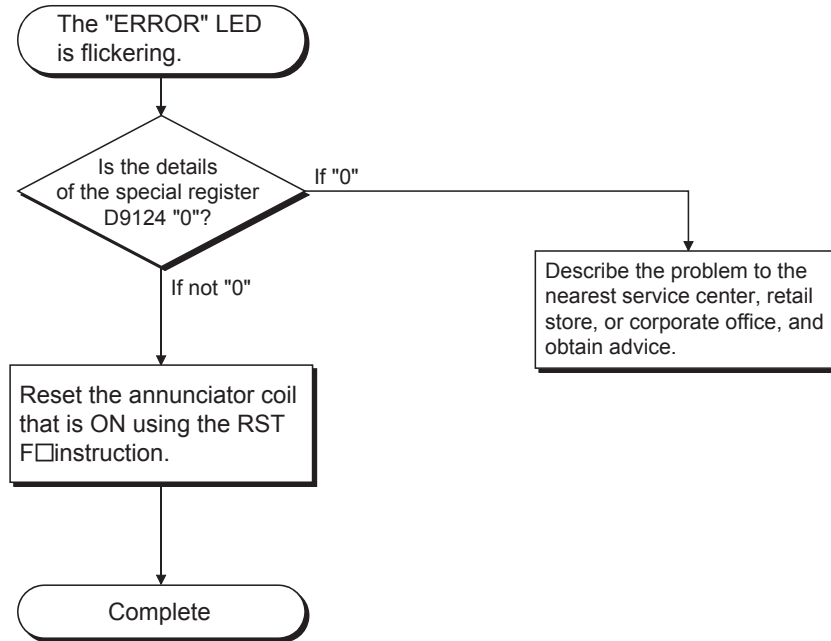 The "ERROR" LED
is flickering.
Is the details
of the special register
D9124 "0"?
If "0"
If not "0"
Describe the problem to the
nearest service center, retail
store, or corporate office, and
obtain advice.
Reset the annunciator coil
that is ON using the RST
F□instruction.
Complete